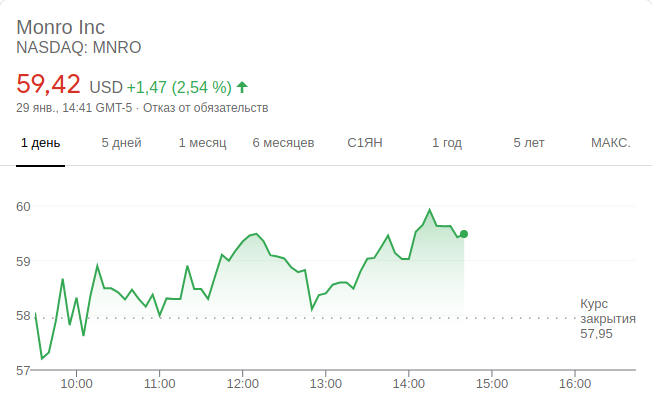 Monro Inc
NASDAQ: MNRO
59,42 USD +1,47 (2,54 %)
29 янв., 14:41 GMT-5 · Отказ от обязательств
1 день 5 дней 1 месяц 6 месяцев С1ЯН 1 год 5 лет МАКС.
60
59
58
57
Курс
закрытия
57,95
10:00 11:00 12:00 13:00 14:00 15:00 16:00